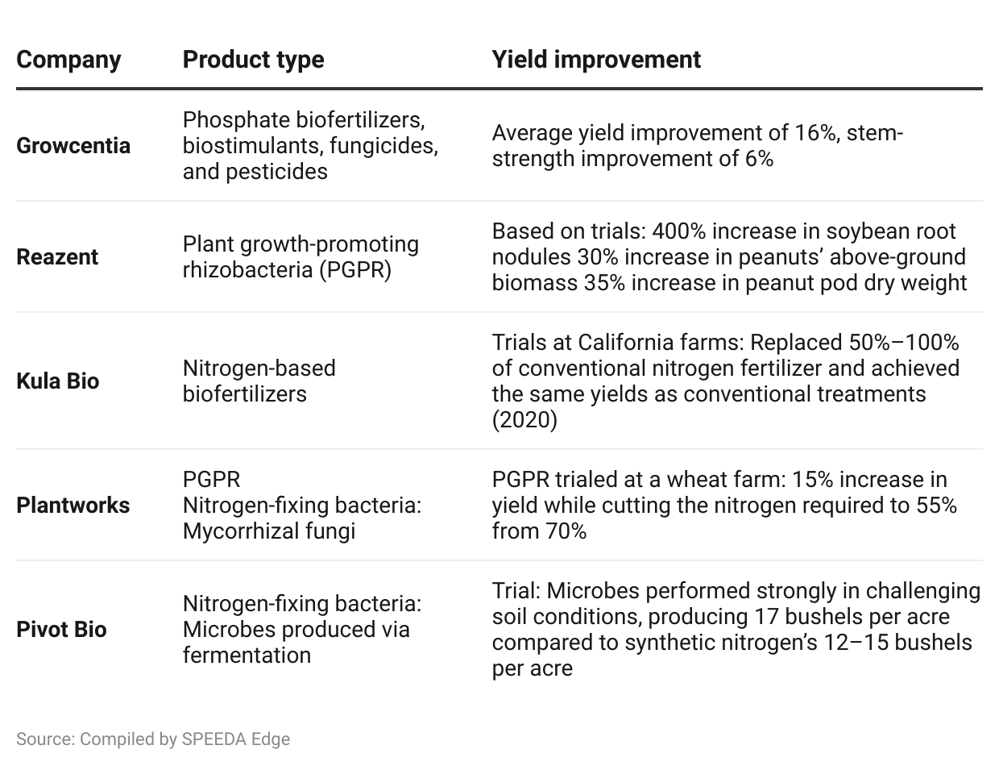 Company Product type Yield improvement
Growcentia
Phosphate biofertilizers,
biostimulants, fungicides,
and pesticides
Average yield improvement of 16%, stem-
strength improvement of 6%
Reazent
Plant growth-promoting
rhizobacteria (PGPR)
Based on trials: 400% increase in soybean root
nodules 30% increase in peanuts’ above-ground
biomass 35% increase in peanut pod dry weight
Kula Bio
Nitrogen-based
biofertilizers
Trials at California farms: Replaced 50%–100%
of conventional nitrogen fertilizer and achieved
the same yields as conventional treatments
(2020)
Plantworks
PGPR
Nitrogen-fixing bacteria:
Mycorrhizal fungi
PGPR trialed at a wheat farm: 15% increase in
yield while cutting the nitrogen required to 55%
from 70%
Pivot Bio
Nitrogen-fixing bacteria:
Microbes produced via
fermentation
Trial: Microbes performed strongly in challenging
soil conditions, producing 17 bushels per acre
compared to synthetic nitrogen’s 12–15 bushels
per acre
Source: Compiled by SPEEDA Edge